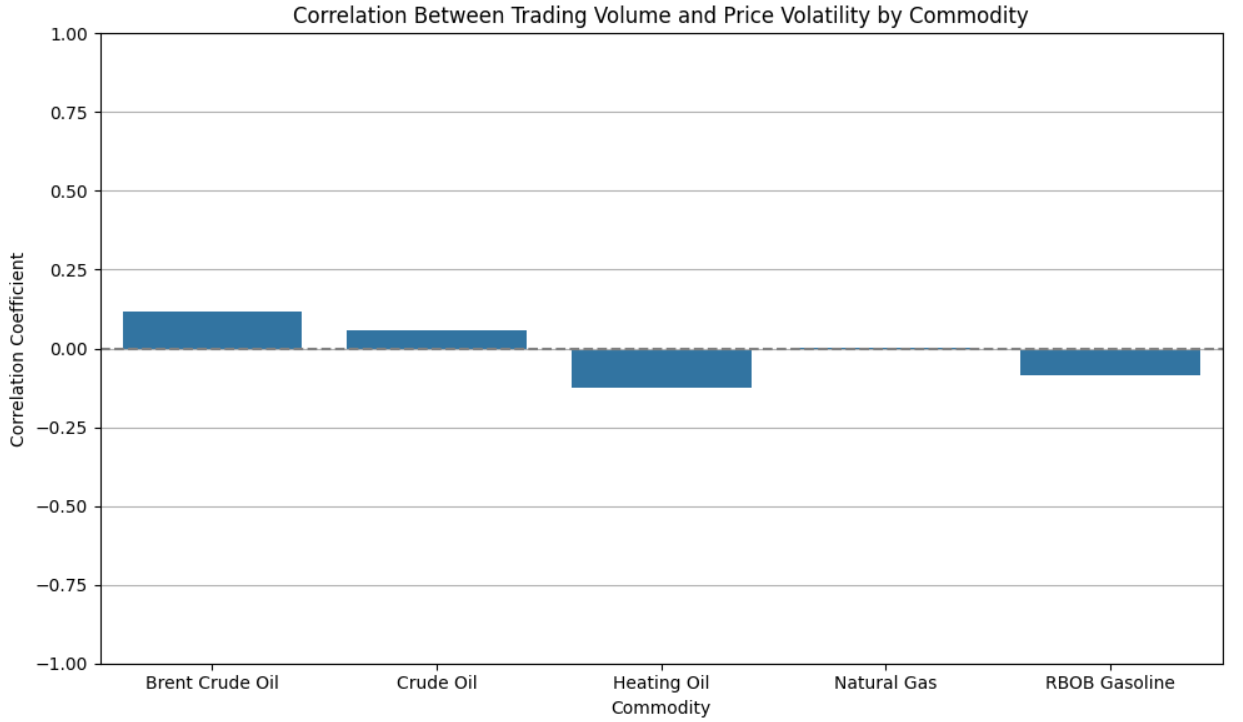 Correlation Between Trading Volume and Price Volatility by Commodity
1.00
0.75
0.50
0.25
0.00
−0.25
−0.50
−0.75
−1.00
Correlation Coefficient
Brent Crude Oil
Crude Oil
Heating Oil
Natural Gas
RBOB Gasoline
Commodity